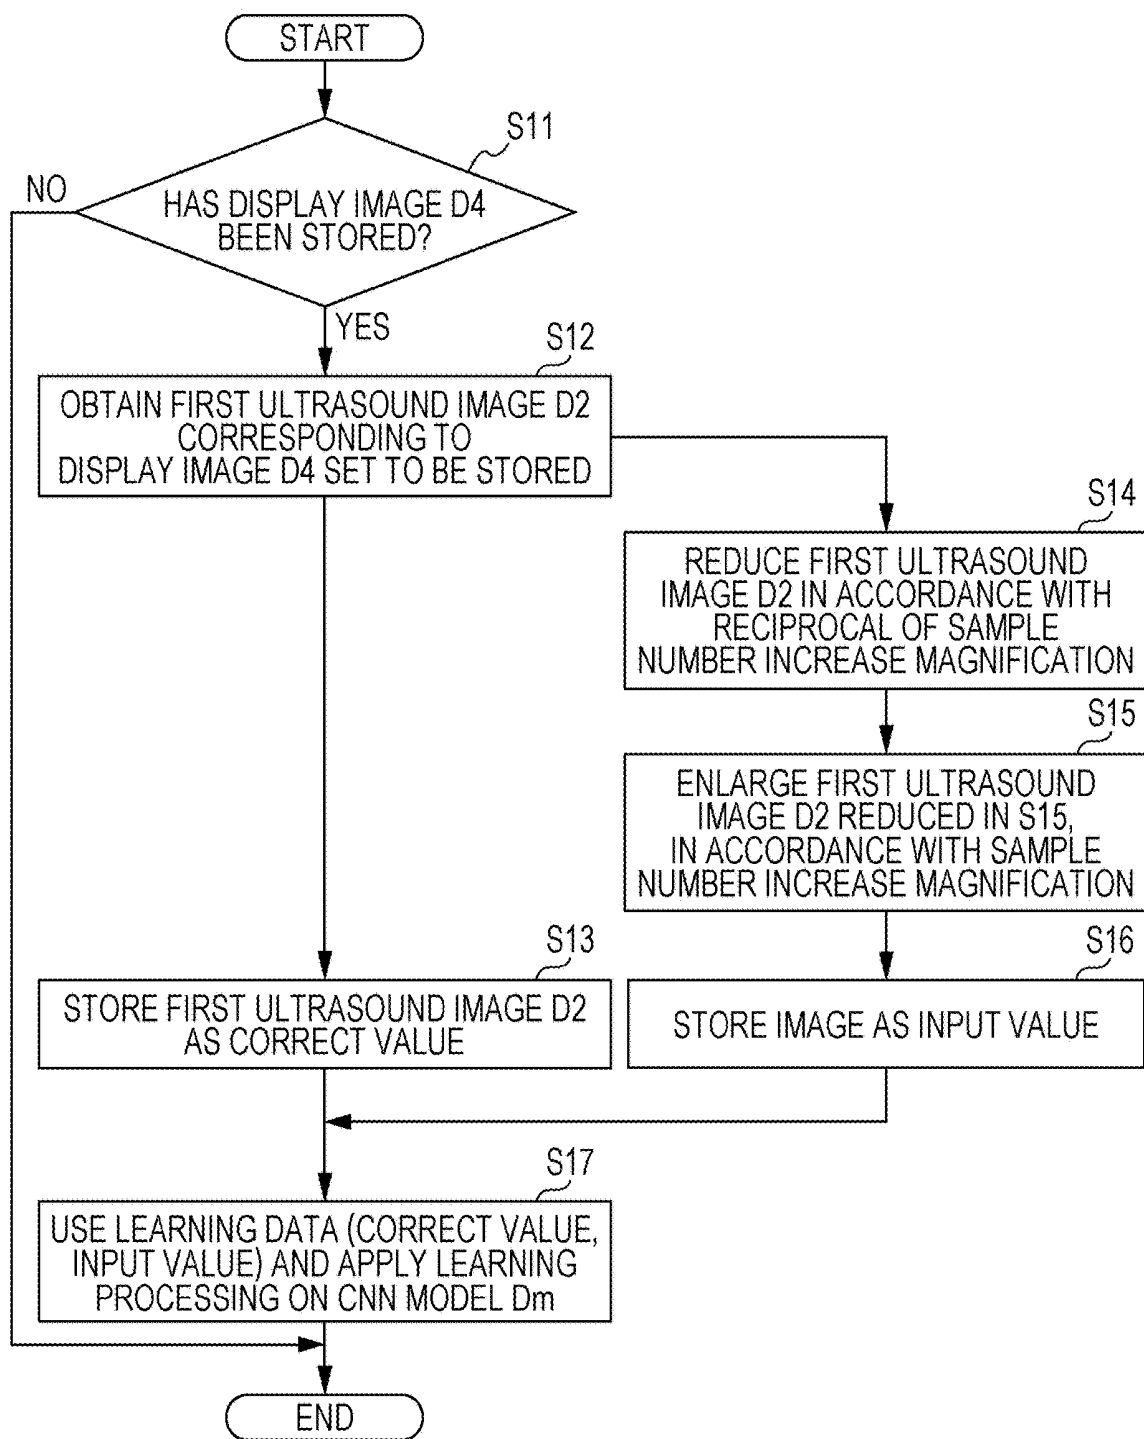 START
S11
NO
HAS DISPLAY IMAGE D4
BEEN STORED?
YES
S12
OBTAIN FIRST ULTRASOUND IMAGE D2
CORRESPONDING TO
DISPLAY IMAGE D4 SET TO BE STORED
S14
REDUCE FIRST ULTRASOUND
IMAGE D2 IN ACCORDANCE WITH
RECIPROCAL OF SAMPLE
NUMBER INCREASE MAGNIFICATION
S15
ENLARGE FIRST ULTRASOUND
IMAGE D2 REDUCED IN S15,
IN ACCORDANCE WITH SAMPLE
NUMBER INCREASE MAGNIFICATION
S13
STORE FIRST ULTRASOUND IMAGE D2
AS CORRECT VALUE
S16
STORE IMAGE AS INPUT VALUE
S17
USE LEARNING DATA (CORRECT VALUE,
INPUT VALUE) AND APPLY LEARNING
PROCESSING ON CNN MODEL Dm
END